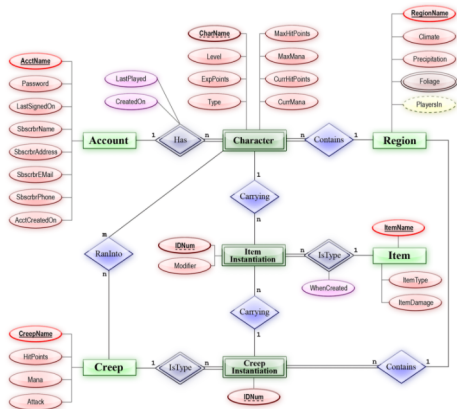 AcctName
Password
LastSignedOn
SbscrbrName
SbscrbrAddress
SbscrbrEMail
SbscrbrPhone
AcctCreatedOn
Account
LastPlayed
CreatedOn
1
Has
n
CharName
Level
ExpPoints
Type
MaxHitPoints
MaxMana
CurrHitPoints
CurrMana
Character
n
Contains
1
RegionName
Climate
Precipitation
Foliage
PlayersIn
Region
1
Carrying
n
m
RanInto
n
IDNum
Modifier
Item
Instantiation
n
IsType
1
WhenCreated
ItemName
Item
ItemType
ItemDamage
n
Carrying
1
CreepName
HitPoints
Mana
Attack
Creep
1
IsType
n
Creep
Instantiation
n
Contains
1
IDNum